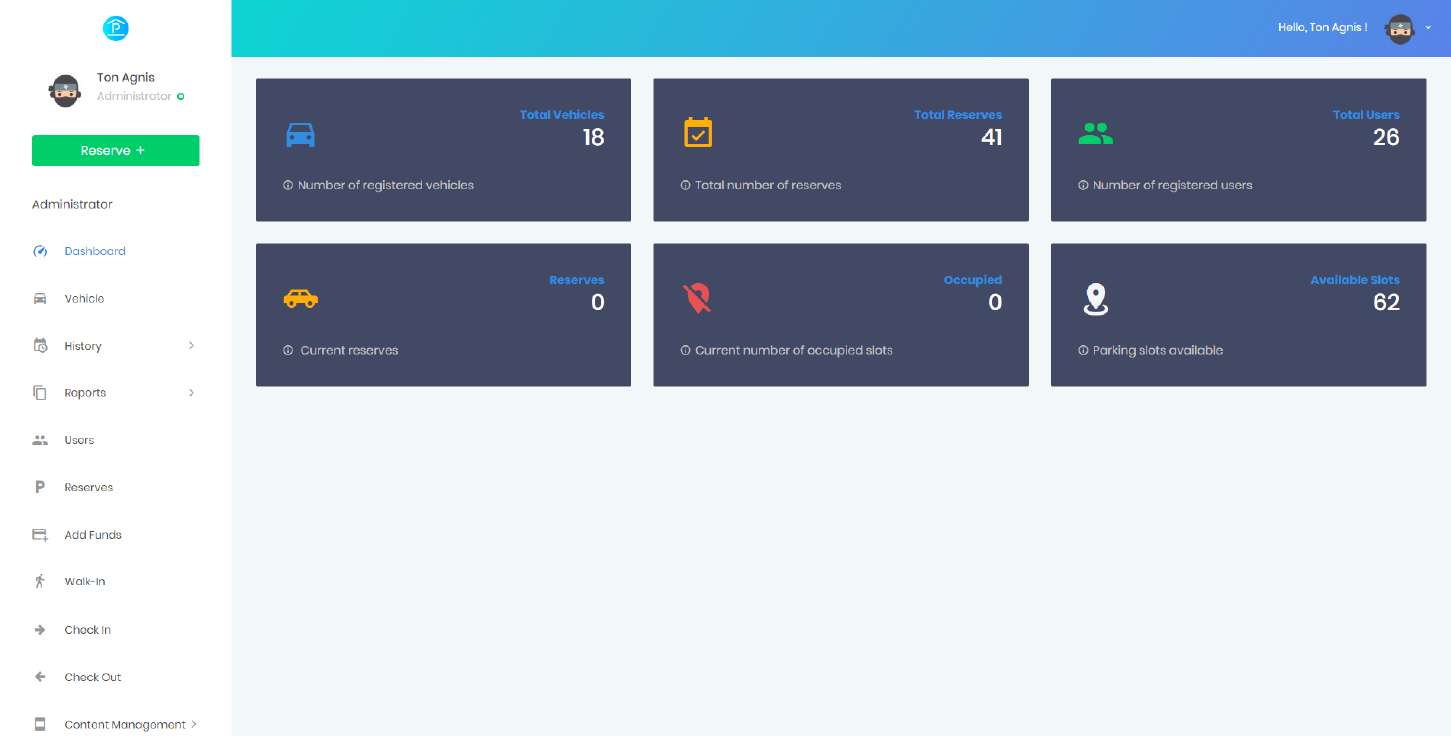 P
Hello, Ton Agnis !
Ton Agnis
Administrator
Reserve +
Administrator
Dashboard
Vehicle
History
Reports
Users
P Reserves
Add Funds
Walk-In
Check In
Check Out
Content Management
Total Vehicles
18
Number of registered vehicles
Total Reserves
41
Total number of reserves
Total Users
26
Number of registered users
Reserves
0
Current reserves
Occupied
0
Current number of occupied slots
Available Slots
62
Parking slots available